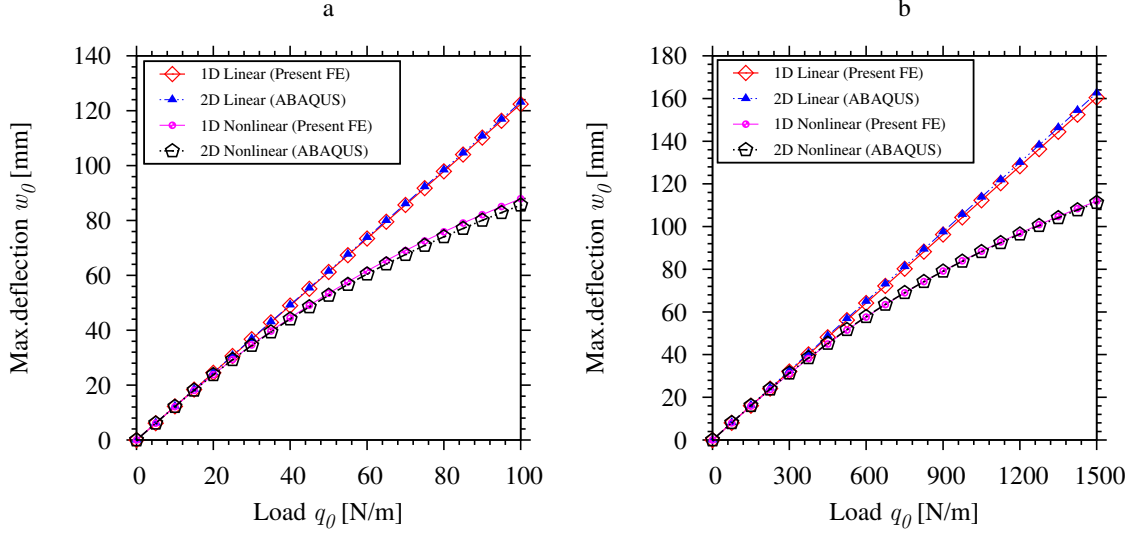 a
140
120
100
80
60
40
20
0
Max.deflection w0 [mm]
1D Linear (Present FE)
2D Linear (ABAQUS)
1D Nonlinear (Present FE)
2D Nonlinear (ABAQUS)
0 20 40 60 80 100
Load q0 [N/m]
b
180
160
140
120
100
80
60
40
20
0
Max.deflection w0 [mm]
1D Linear (Present FE)
2D Linear (ABAQUS)
1D Nonlinear (Present FE)
2D Nonlinear (ABAQUS)
0 300 600 900 1200 1500
Load q0 [N/m]